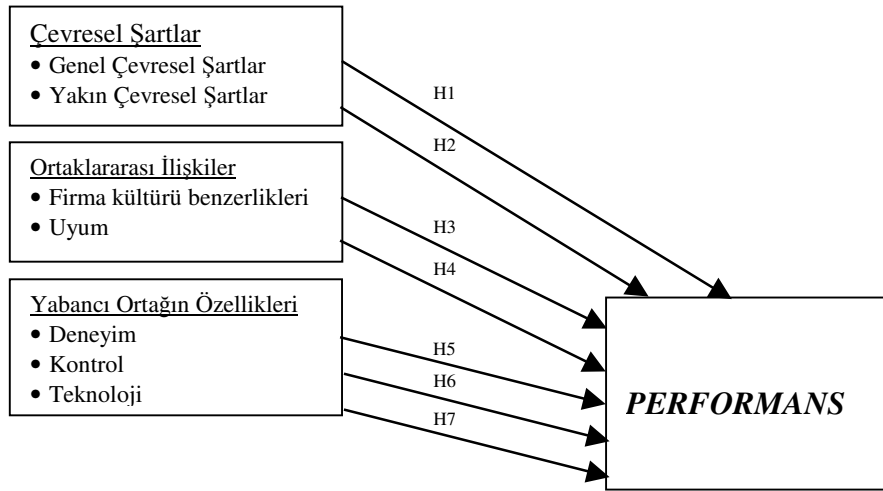 Çevresel Şartlar
• Genel Çevresel Şartlar
• Yakın Çevresel Şartlar
Ortaklararası İlişkiler
• Firma kültürü benzerlikleri
• Uyum
Yabancı Ortağın Özellikleri
• Deneyim
• Kontrol
• Teknoloji
H1
H2
H3
H4
H5
H6
H7
PERFORMANS